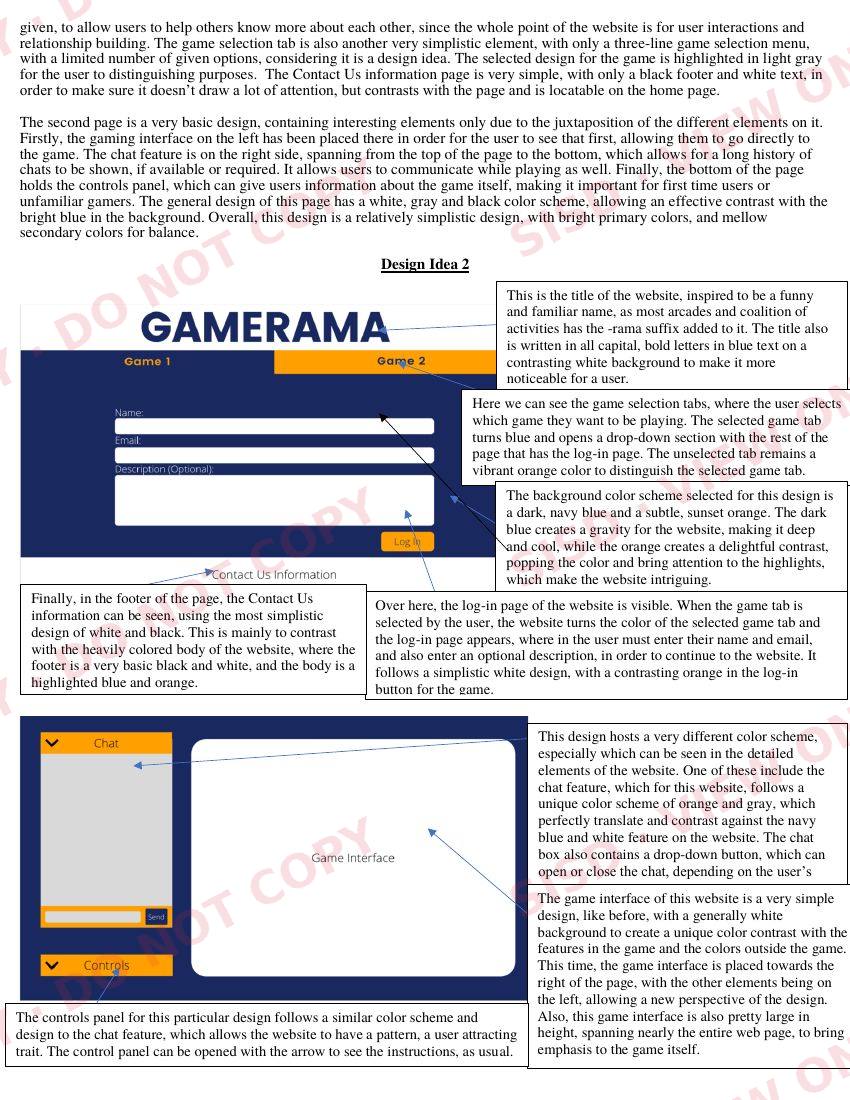 given, to allow users to help others know more about each other, since the whole point of the website is for user interactions and
relationship building. The game selection tab is also another very simplistic element, with only a three-line game selection menu,
with a limited number of given options, considering it is a design idea. The selected design for the game is highlighted in light gray
for the user to distinguishing purposes.  The Contact Us information page is very simple, with only a black footer and white text, in
order to make sure it doesn't draw a lot of attention, but contrasts with the page and is locatable on the home page.
The second page is a very basic design, containing interesting elements only due to the juxtaposition of the different elements on it.
Firstly, the gaming interface on the left has been placed there in order for the user to see that first, allowing them to go directly to
the game. The chat feature is on the right side, spanning from the top of the page to the bottom, which allows for a long history of
chats to be shown, if available or required. It allows users to communicate while playing as well. Finally, the bottom of the page
holds the controls panel, which can give users information about the game itself, making it important for first time users or
unfamiliar gamers. The general design of this page has a white, gray and black color scheme, allowing an effective contrast with the
bright blue in the background. Overall, this design is a relatively simplistic design, with bright primary colors, and mellow
secondary colors for balance.
Design Idea 2
GAMERAMA
Game 1
Game 2
Name:
Email:
Description (Optional):
Log In
Contact Us Information
This is the title of the website, inspired to be a funny
and familiar name, as most arcades and coalition of
activities has the -rama suffix added to it. The title also
is written in all capital, bold letters in blue text on a
contrasting white background to make it more
noticeable for a user.
Here we can see the game selection tabs, where the user selects
which game they want to be playing. The selected game tab
turns blue and opens a drop-down section with the rest of the
page that has the log-in page. The unselected tab remains a
vibrant orange color to distinguish the selected game tab.
The background color scheme selected for this design is
a dark, navy blue and a subtle, sunset orange. The dark
blue creates a gravity for the website, making it deep
and cool, while the orange creates a delightful contrast,
popping the color and bring attention to the highlights,
which make the website intriguing.
Finally, in the footer of the page, the Contact Us
information can be seen, using the most simplistic
design of white and black. This is mainly to contrast
with the heavily colored body of the website, where the
footer is a very basic black and white, and the body is a
highlighted blue and orange.
Over here, the log-in page of the website is visible. When the game tab is
selected by the user, the website turns the color of the selected game tab and
the log-in page appears, where in the user must enter their name and email,
and also enter an optional description, in order to continue to the website. It
follows a simplistic white design, with a contrasting orange in the log-in
button for the game.
Chat
Send
Controls
Game Interface
This design hosts a very different color scheme,
especially which can be seen in the detailed
elements of the website. One of these include the
chat feature, which for this website, follows a
unique color scheme of orange and gray, which
perfectly translate and contrast against the navy
blue and white feature on the website. The chat
box also contains a drop-down button, which can
open or close the chat, depending on the user's
The game interface of this website is a very simple
design, like before, with a generally white
background to create a unique color contrast with the
features in the game and the colors outside the game.
This time, the game interface is placed towards the
right of the page, with the other elements being on
the left, allowing a new perspective of the design.
Also, this game interface is also pretty large in
height, spanning nearly the entire web page, to bring
emphasis to the game itself.
The controls panel for this particular design follows a similar color scheme and
design to the chat feature, which allows the website to have a pattern, a user attracting
trait. The control panel can be opened with the arrow to see the instructions, as usual.
SISD · VIEW ON
DO NOT COPY
SISD · VIEW ON
DO NOT COPY
SISD · VIEW ON
NOT COPY